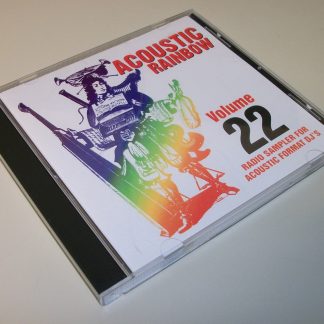 ACOUSTIC
RAINBOW
Volume
22
RADIO SAMPLER FOR
ACOUSTIC FORMAT DJ'S